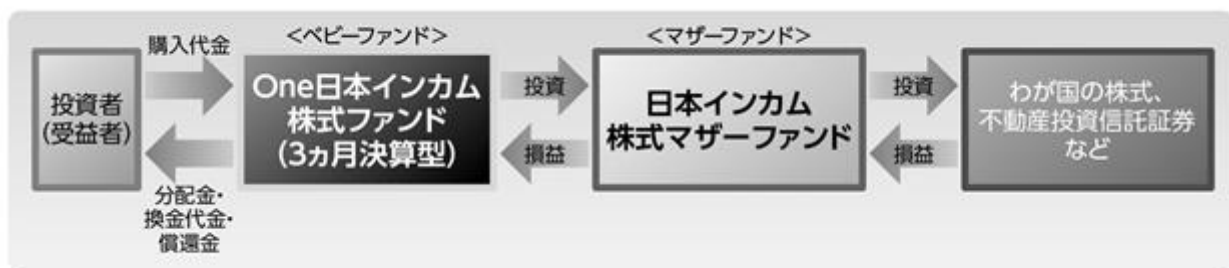 購入代金
<ベビーファンド>
<マザーファンド>
投資者
(受益者)
One日本インカム
株式ファンド
(3ヵ月決算型)
投資
損益
日本インカム
株式マザーファンド
投資
損益
わが国の株式、
不動産投資信託証券
など
分配金・
換金代金・
償還金